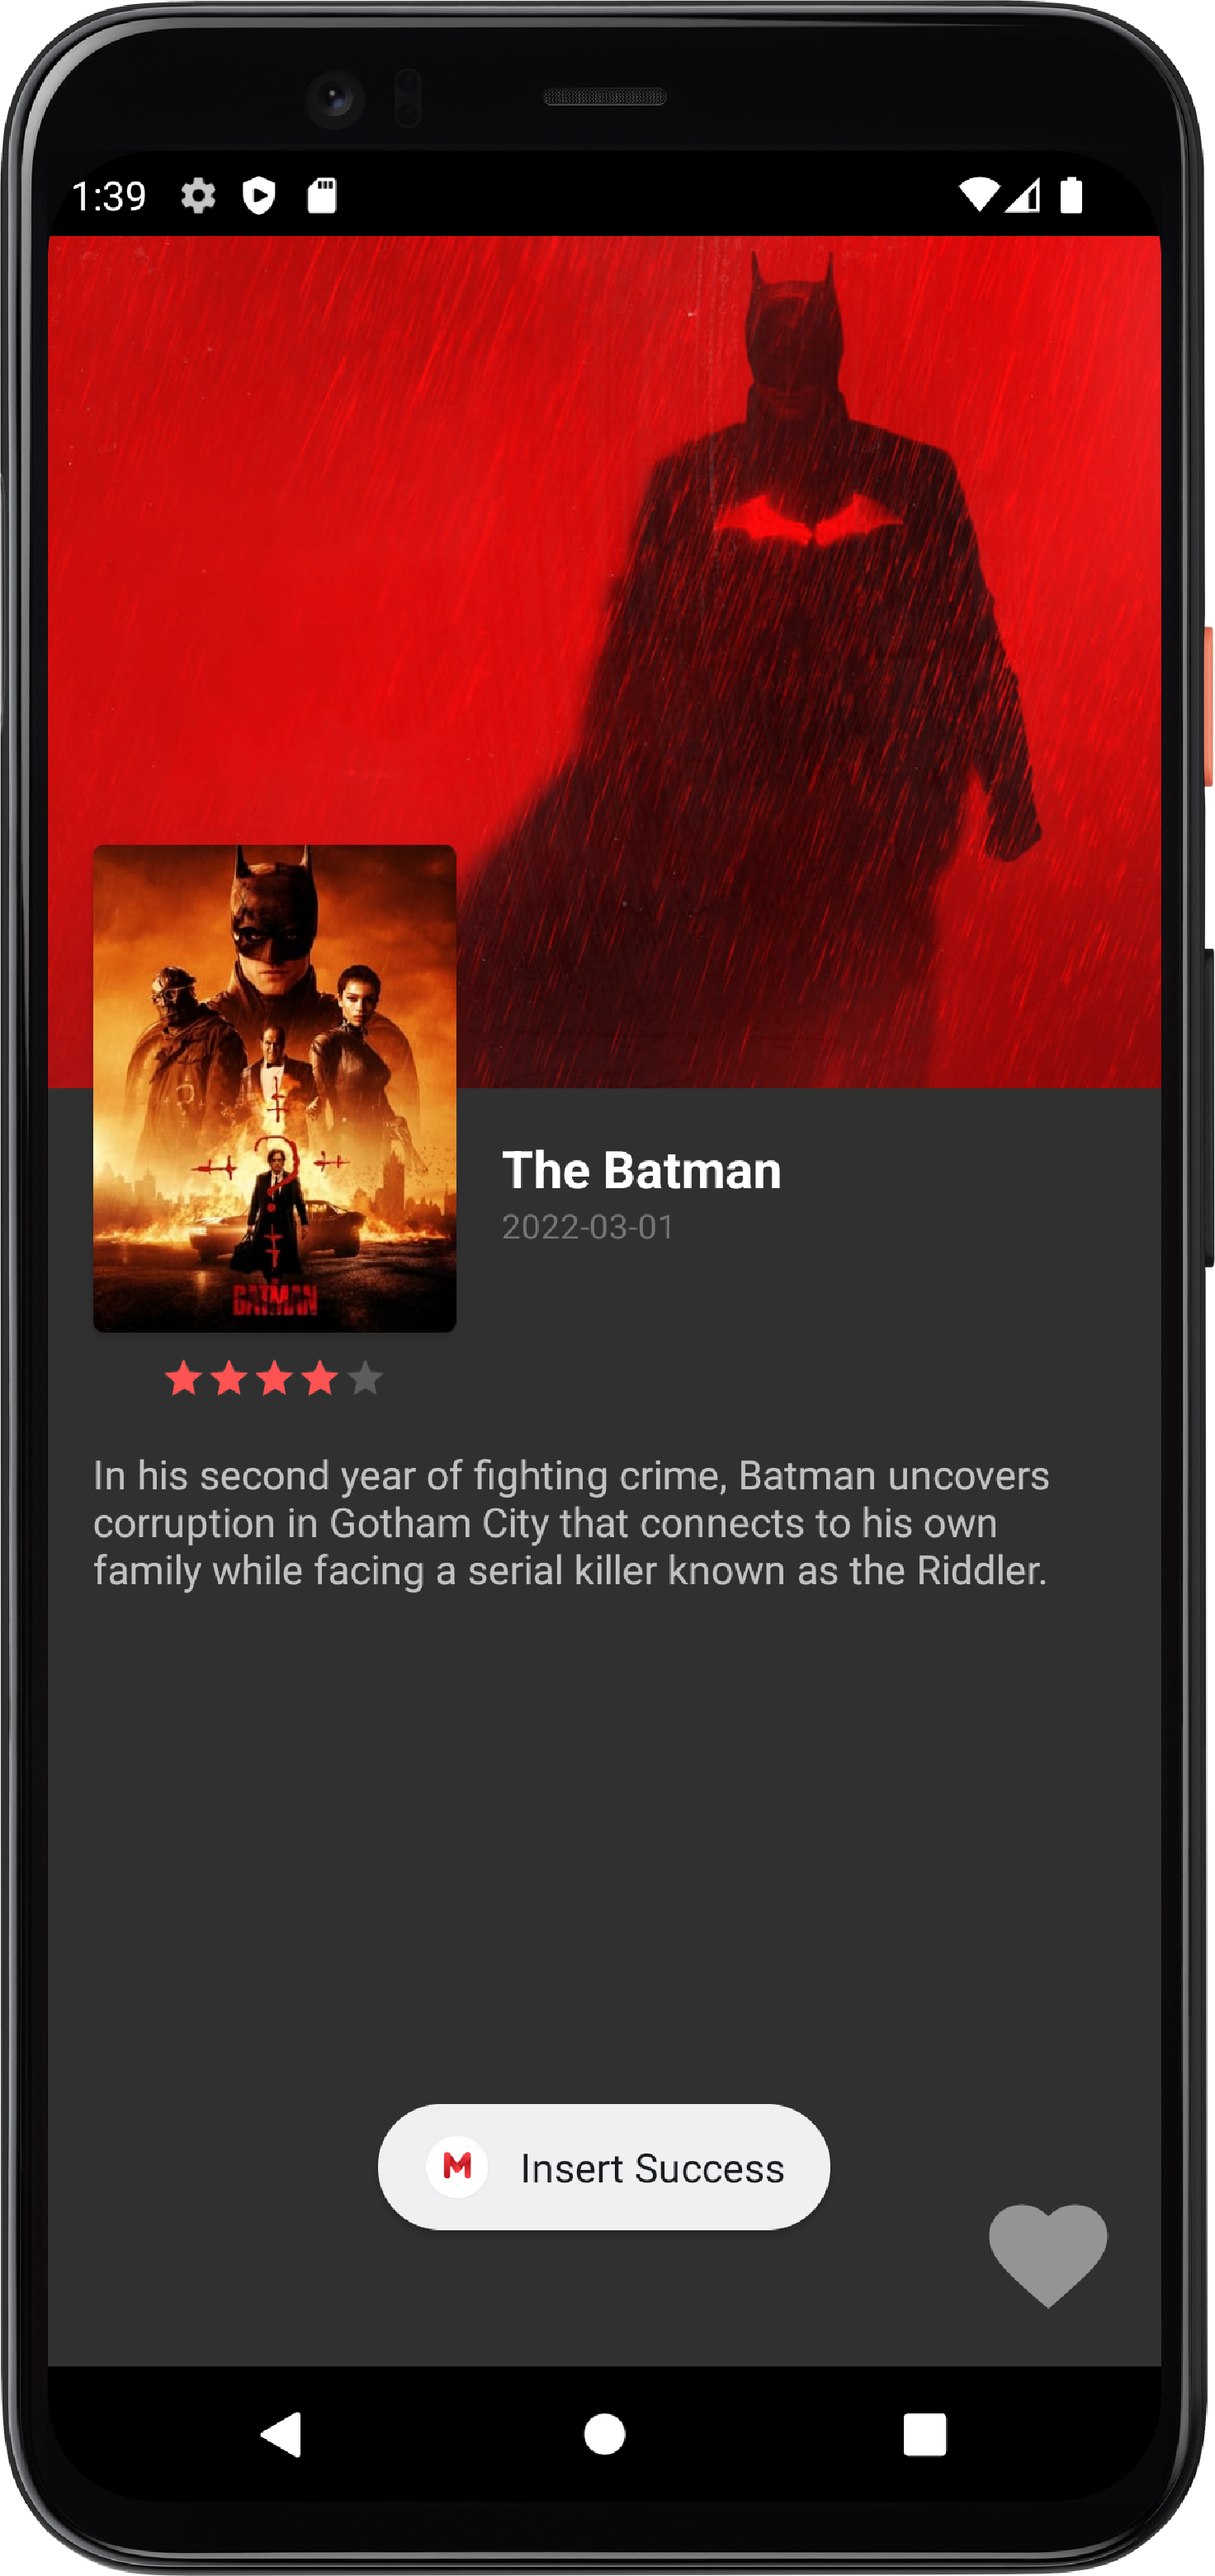 1:39
BATMAN
The Batman
2022-03-01
In his second year of fighting crime, Batman uncovers
corruption in Gotham City that connects to his own
family while facing a serial killer known as the Riddler.
M Insert Success